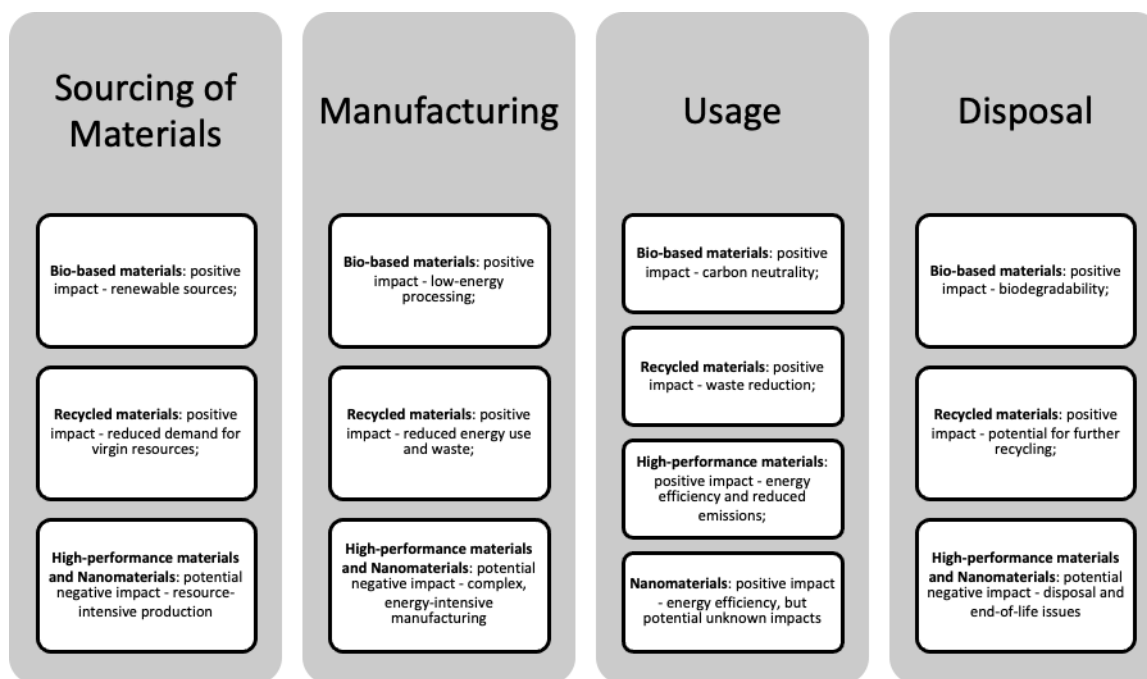 Sourcing of
Materials
Bio-based materials: positive
impact - renewable sources;
Recycled materials: positive
impact - reduced demand for
virgin resources;
High-performance materials
and Nanomaterials: potential
negative impact - resource-
intensive production
Manufacturing
Bio-based materials: positive
impact - low-energy
processing;
Recycled materials: positive
impact - reduced energy use
and waste;
High-performance materials
and Nanomaterials: potential
negative impact - complex,
energy-intensive
manufacturing
Usage
Bio-based materials: positive
impact - carbon neutrality;
Recycled materials: positive
impact - waste reduction;
High-performance materials:
positive impact - energy
efficiency and reduced
emissions;
Nanomaterials: positive impact
- energy efficiency, but
potential unknown impacts
Disposal
Bio-based materials: positive
impact - biodegradability;
Recycled materials: positive
impact - potential for further
recycling;
High-performance materials
and Nanomaterials: potential
negative impact - disposal and
end-of-life issues